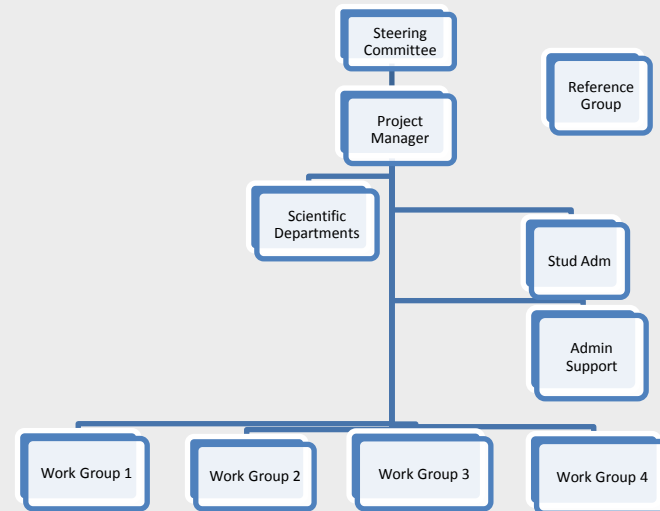 Steering
Committee
Reference
Group
Project
Manager
Scientific
Departments
Stud Adm
Admin
Support
Work Group 1
Work Group 2
Work Group 3
Work Group 4